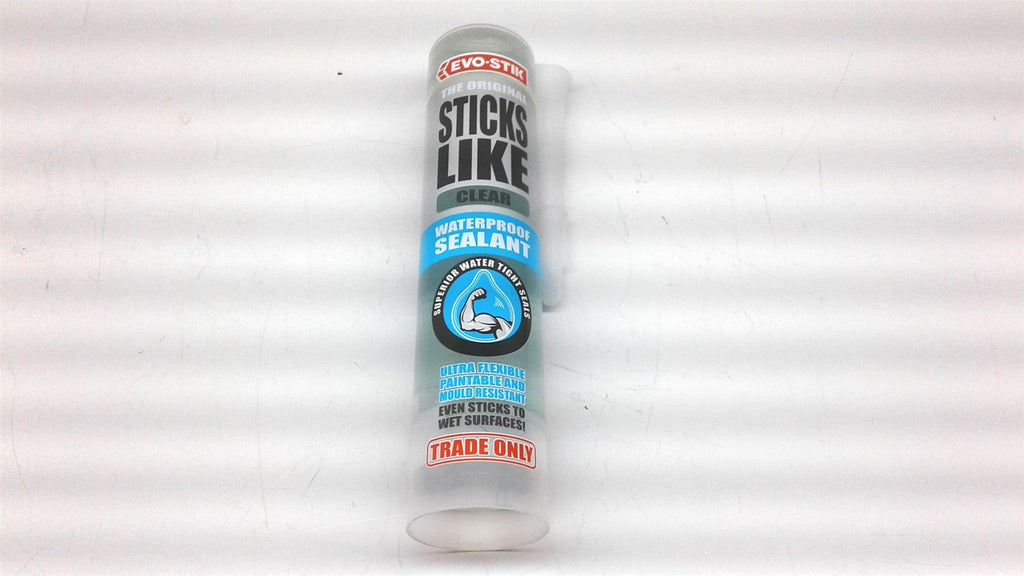 EVO-STIK
THE ORIGINAL
STICKS
LIKE
CLEAR
WATERPROOF
SEALANT
SUPERIOR WATER TIGHT SEALS
ULTRA FLEXIBLE
PAINTABLE AND
MOULD RESISTANT
EVEN STICKS TO
WET SURFACES!
TRADE ONLY